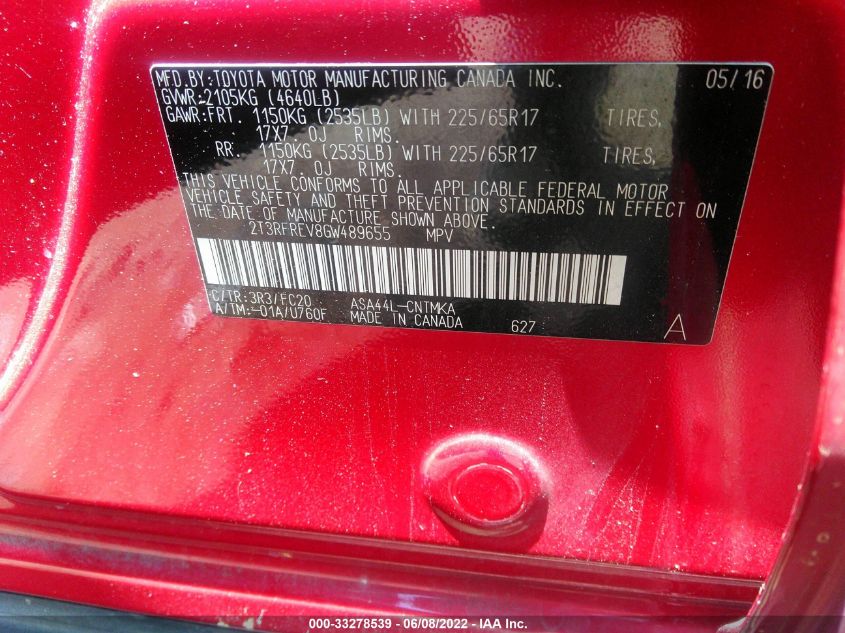 MFD.BY:TOYOTA MOTOR MANUFACTURING CANADA INC. 05/16
GVWR:2105KG (4640LB)
GAWR:FRT. 1150KG (2535LB) WITH 225/65R17 TIRES,
17X7.0J RIMS.
RR 1150KG (2535LB) WITH 225/65R17 TIRES,
17X7.0J RIMS.
THIS VEHICLE CONFORMS TO ALL APPLICABLE FEDERAL MOTOR
VEHICLE SAFETY AND THEFT PREVENTION STANDARDS IN EFFECT ON
THE DATE OF MANUFACTURE SHOWN ABOVE.
2T3RFREV8GW489655 MPV
C/TR:3R3/FC20 ASA44L-CNTMKA
A/TM:-01A/U760F MADE IN CANADA 627 A
000-33278539 - 06/08/2022 - IAA Inc.